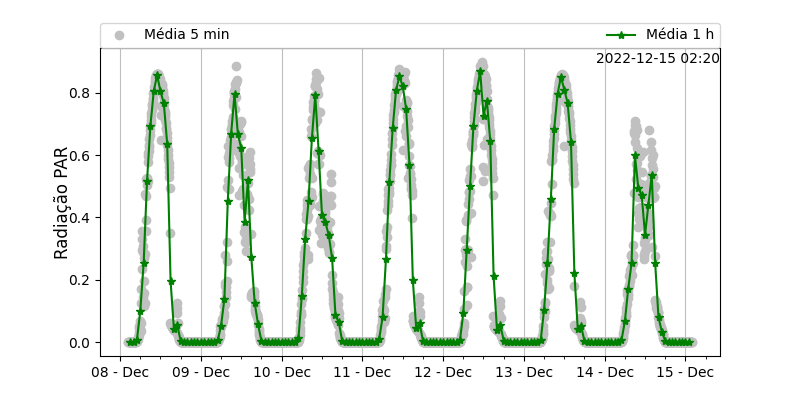 Média 5 min
Média 1 h
2022-12-15 02:20
Radiação PAR
0.8
0.6
0.4
0.2
0.0
08 - Dec
09 - Dec
10 - Dec
11 - Dec
12 - Dec
13 - Dec
14 - Dec
15 - Dec